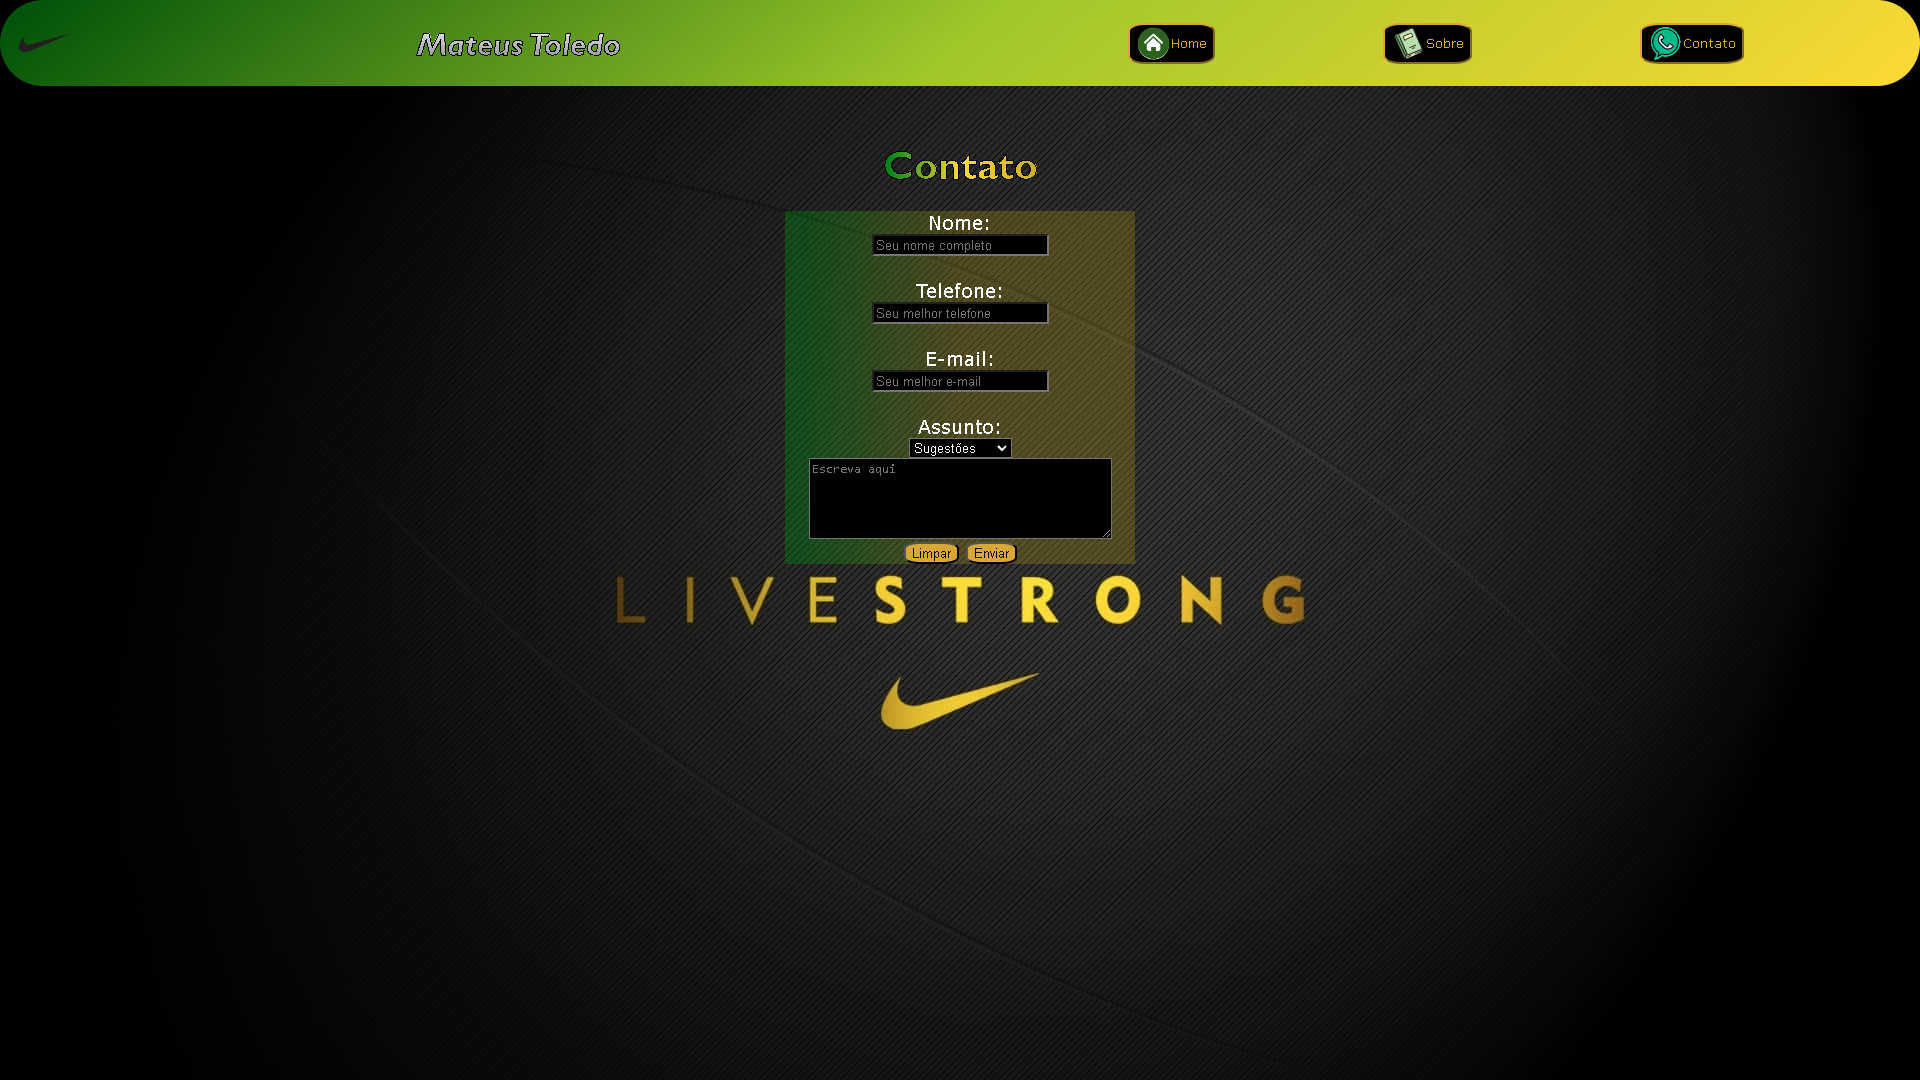 Mateus Toledo
Home
Sobre
Contato
Contato
Nome:
Seu nome completo
Telefone:
Seu melhor telefone
E-mail:
Seu melhor e-mail
Assunto:
Sugestões
Escreva aqui
Limpar Enviar
LIVESTRONG